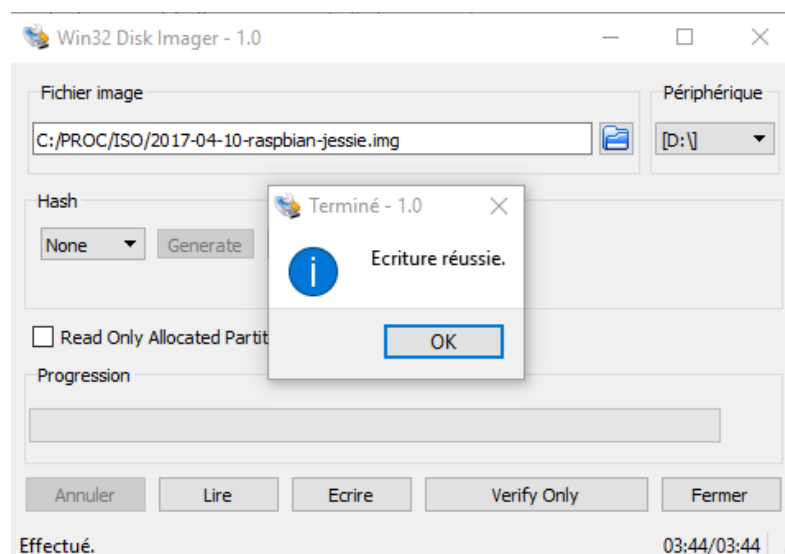 Win32 Disk Imager - 1.0
Fichier image
Périphérique
C:/PROC/ISO/2017-04-10-raspbian-jessie.img
[D:\]
Hash
None
Generate
Terminé - 1.0
Ecriture réussie.
OK
Read Only Allocated Partit
Progression
Annuler
Lire
Ecrire
Verify Only
Fermer
Effectué.
03:44/03:44